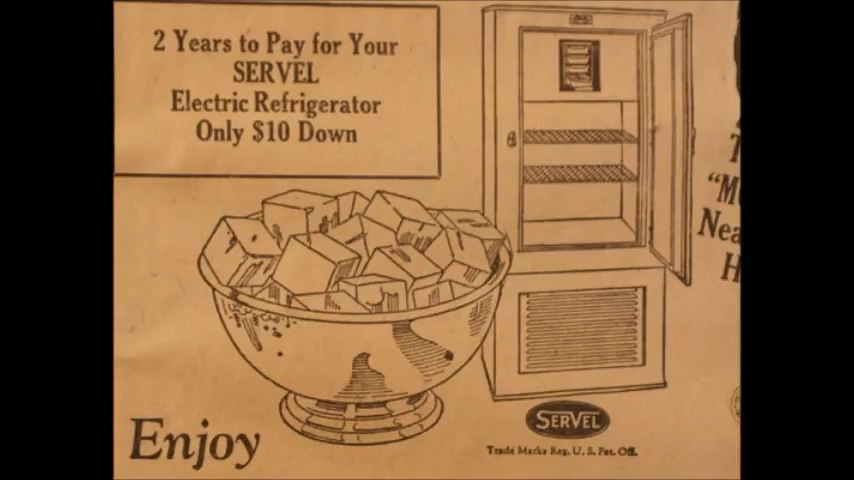 2 Years to Pay for Your
SERVEL
Electric Refrigerator
Only $10 Down
Enjoy
SERVEL
Trade Marks Reg. U. S. Pat. Off.